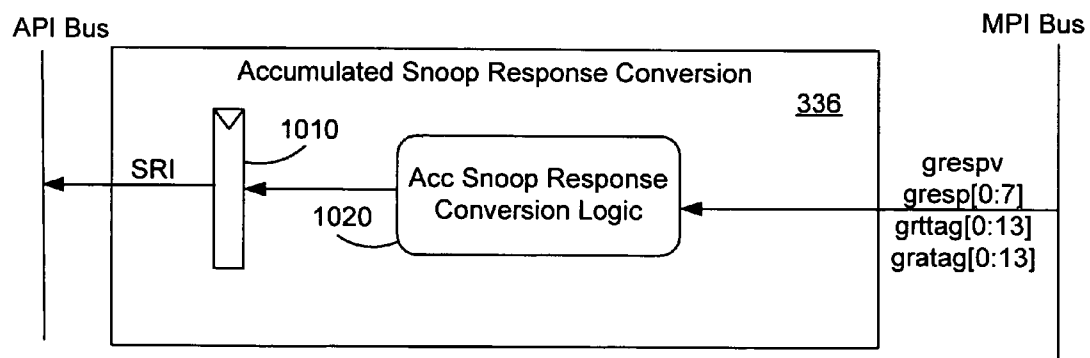 API Bus
MPI Bus
Accumulated Snoop Response Conversion
336
1010
SRI
Acc Snoop Response
Conversion Logic
1020
grespv
gresp[0:7]
grttag[0:13]
gratag[0:13]